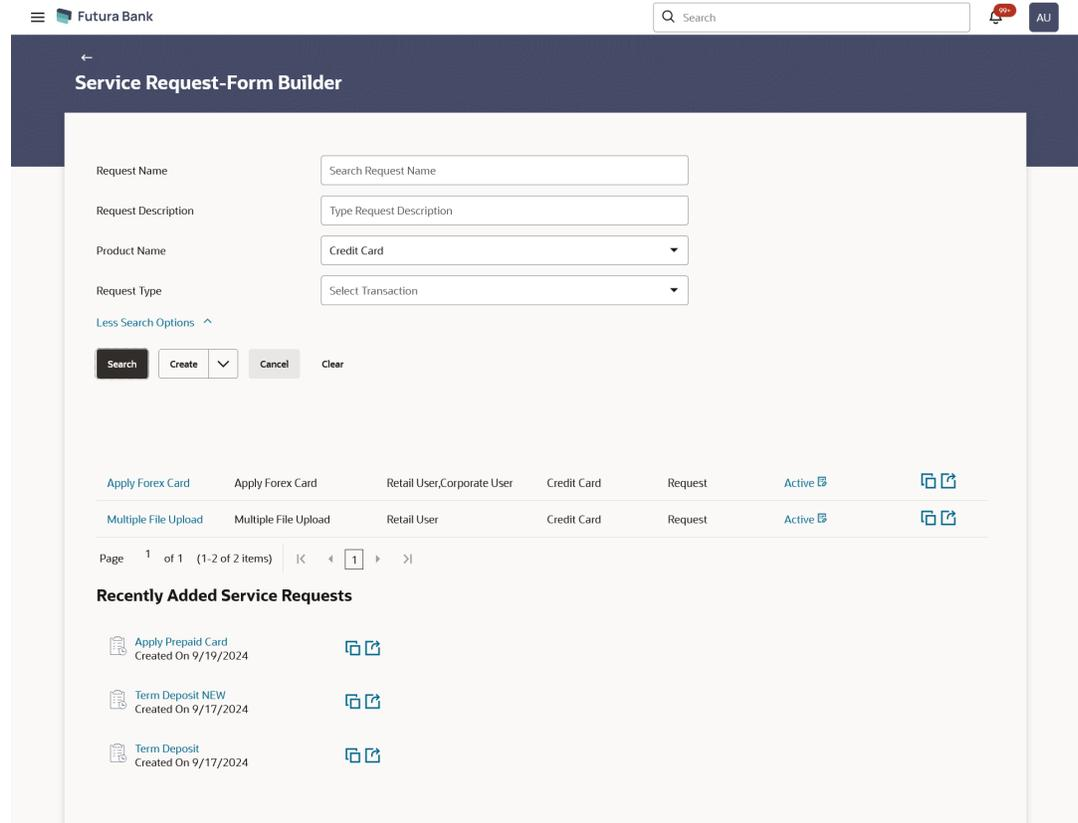 Futura Bank
Search
99+
AU
Service Request-Form Builder
Request Name
Search Request Name
Request Description
Type Request Description
Product Name
Credit Card
Request Type
Select Transaction
Less Search Options
Search Create Cancel Clear
Apply Forex Card Apply Forex Card Retail User,Corporate User Credit Card Request Active
Multiple File Upload Multiple File Upload Retail User Credit Card Request Active
Page 1 of 1 (1-2 of 2 items) 1
Recently Added Service Requests
Apply Prepaid Card
Created On 9/19/2024
Term Deposit NEW
Created On 9/17/2024
Term Deposit
Created On 9/17/2024